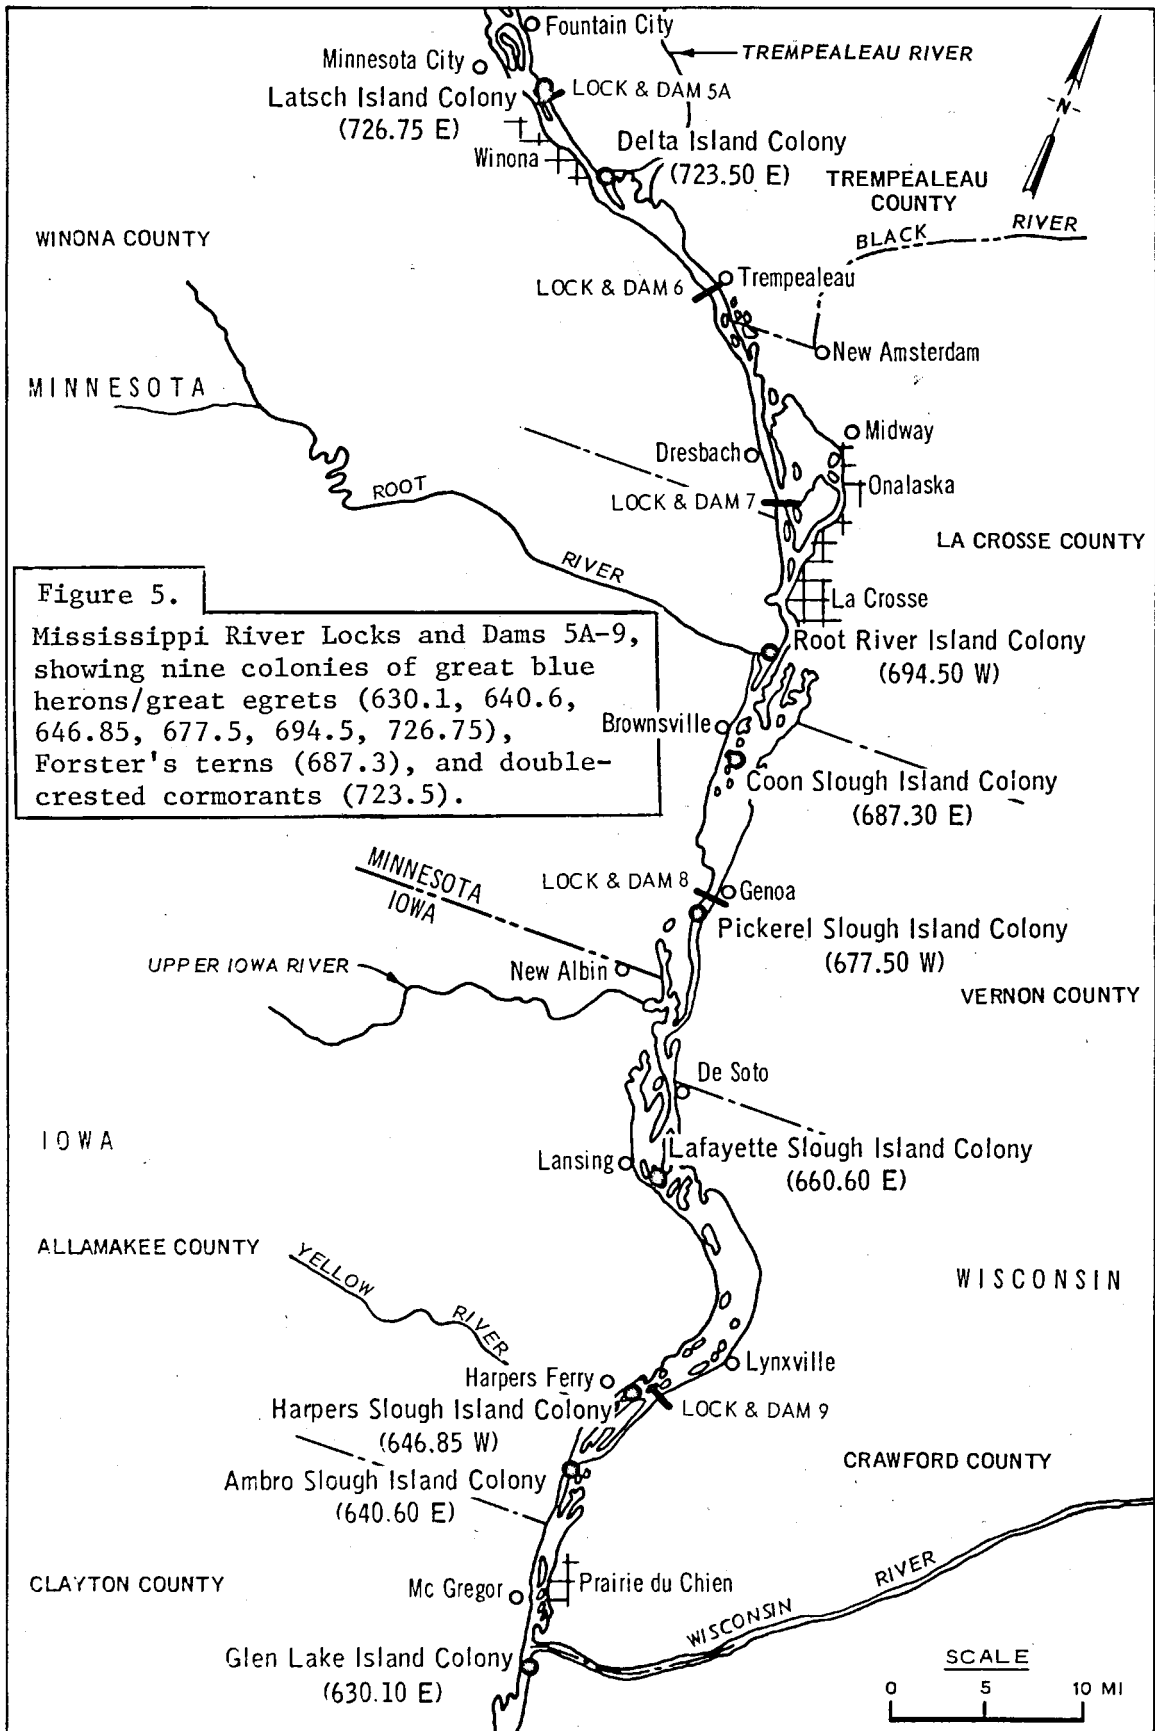 Fountain City
TREMPEALEAU RIVER
Minnesota City
LOCK & DAM 5A
Latsch Island Colony
(726.75 E)
N
Delta Island Colony
(723.50 E)
Winona
TREMPEALEAU
COUNTY
BLACK RIVER
WINONA COUNTY
Trempealeau
LOCK & DAM 6
New Amsterdam
MINNESOTA
Midway
Dresbach
Onalaska
ROOT RIVER
LOCK & DAM 7
LA CROSSE COUNTY
La Crosse
Figure 5.
Mississippi River Locks and Dams 5A-9,
showing nine colonies of great blue
herons/great egrets (630.1, 640.6,
646.85, 677.5, 694.5, 726.75),
Forster's terns (687.3), and double-
crested cormorants (723.5).
Root River Island Colony
(694.50 W)
Brownsville
Coon Slough Island Colony
(687.30 E)
MINNESOTA
IOWA
LOCK & DAM 8
Genoa
Pickerel Slough Island Colony
(677.50 W)
UPPER IOWA RIVER
New Albin
VERNON COUNTY
De Soto
IOWA
Lansing
Lafayette Slough Island Colony
(660.60 E)
ALLAMAKEE COUNTY
YELLOW RIVER
WISCONSIN
Lynxville
Harpers Ferry
Harpers Slough Island Colony
(646.85 W)
LOCK & DAM 9
CRAWFORD COUNTY
Ambro Slough Island Colony
(640.60 E)
CLAYTON COUNTY
Mc Gregor
Prairie du Chien
WISCONSIN RIVER
Glen Lake Island Colony
(630.10 E)
SCALE
0 5 10 MI